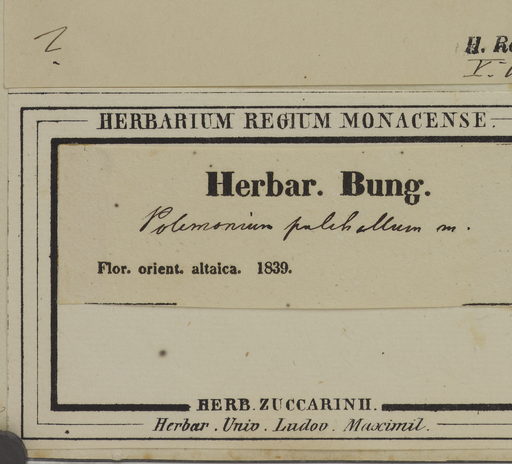 ?
H. R
HERBARIUM REGIUM MONACENSE
Herbar. Bung.
Polemonium pulchellum m.
Flor. orient. altaica. 1839.
HERB. ZUCCARINII.
Herbar. Univ. Ludov. Maximil.